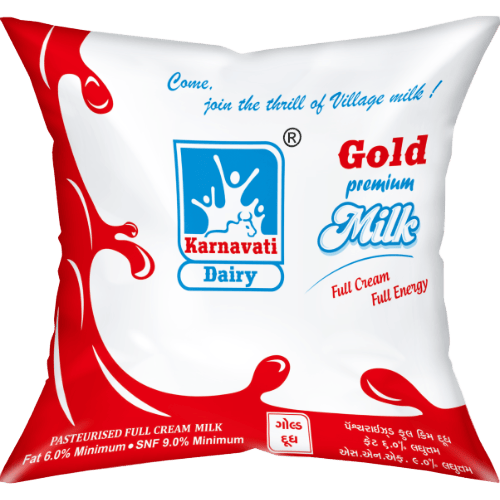 Come,
join the thrill of Village milk !
®
Gold
premium
Milk
Karnavati
Dairy
Full Cream
Full Energy
PASTEURISED FULL CREAM MILK
Fat 6.0% Minimum • SNF 9.0% Minimum
ગોલ્ડ
દૂધ
પૅશ્ચરાઈઝ્ડ ફુલ ક્રિમ દૂધ
ફેટ ૬.૦% લઘુત્તમ
એસ.એન.એફ. ૯.૦% લઘુત્તમ